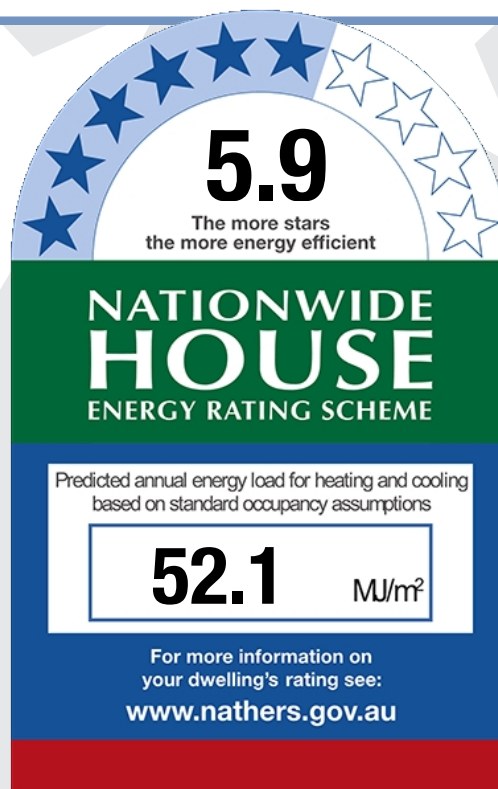 5.9
The more stars
the more energy efficient
NATIONWIDE
HOUSE
ENERGY RATING SCHEME
Predicted annual energy load for heating and cooling
based on standard occupancy assumptions
52.1 MJ/m²
For more information on
your dwelling's rating see:
www.nathers.gov.au